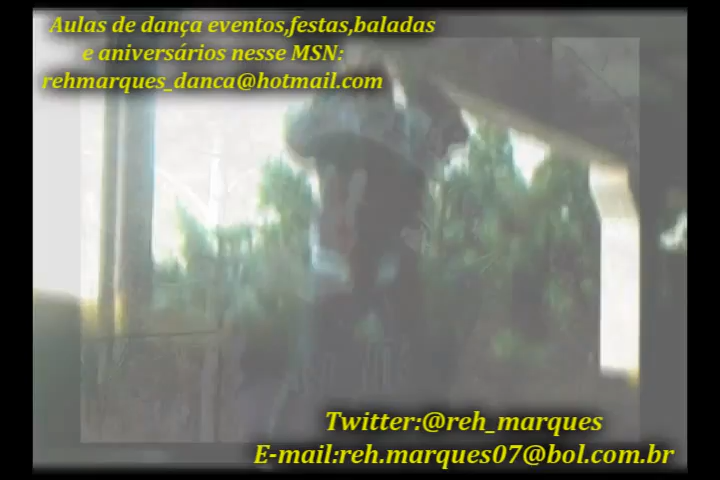 Aulas de dança eventos,festas,baladas
e aniversários nesse MSN:
rehmarques_danca@hotmail.com
Twitter:@reh_marques
E-mail:reh.marques07@bol.com.br